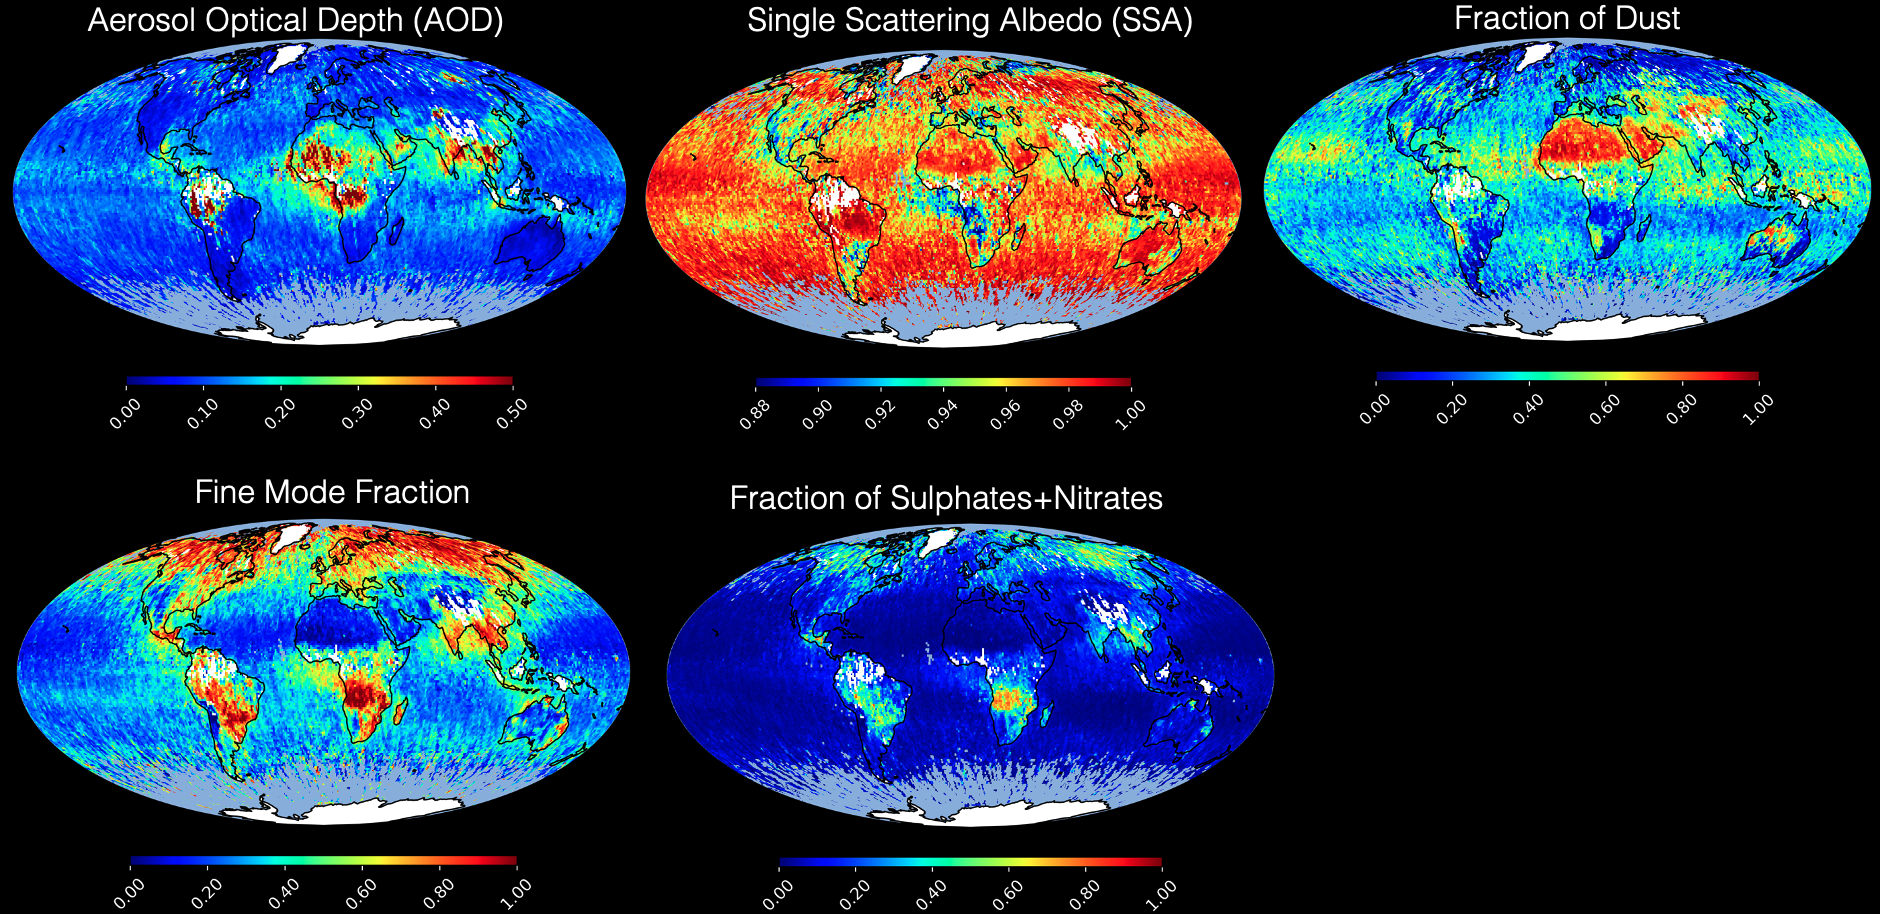 Aerosol Optical Depth (AOD)
Single Scattering Albedo (SSA)
Fraction of Dust
0.00 0.10 0.20 0.30 0.40 0.50
0.88 0.90 0.92 0.94 0.96 0.98 1.00
0.00 0.20 0.40 0.60 0.80 1.00
Fine Mode Fraction
Fraction of Sulphates+Nitrates
0.00 0.20 0.40 0.60 0.80 1.00
0.00 0.20 0.40 0.60 0.80 1.00